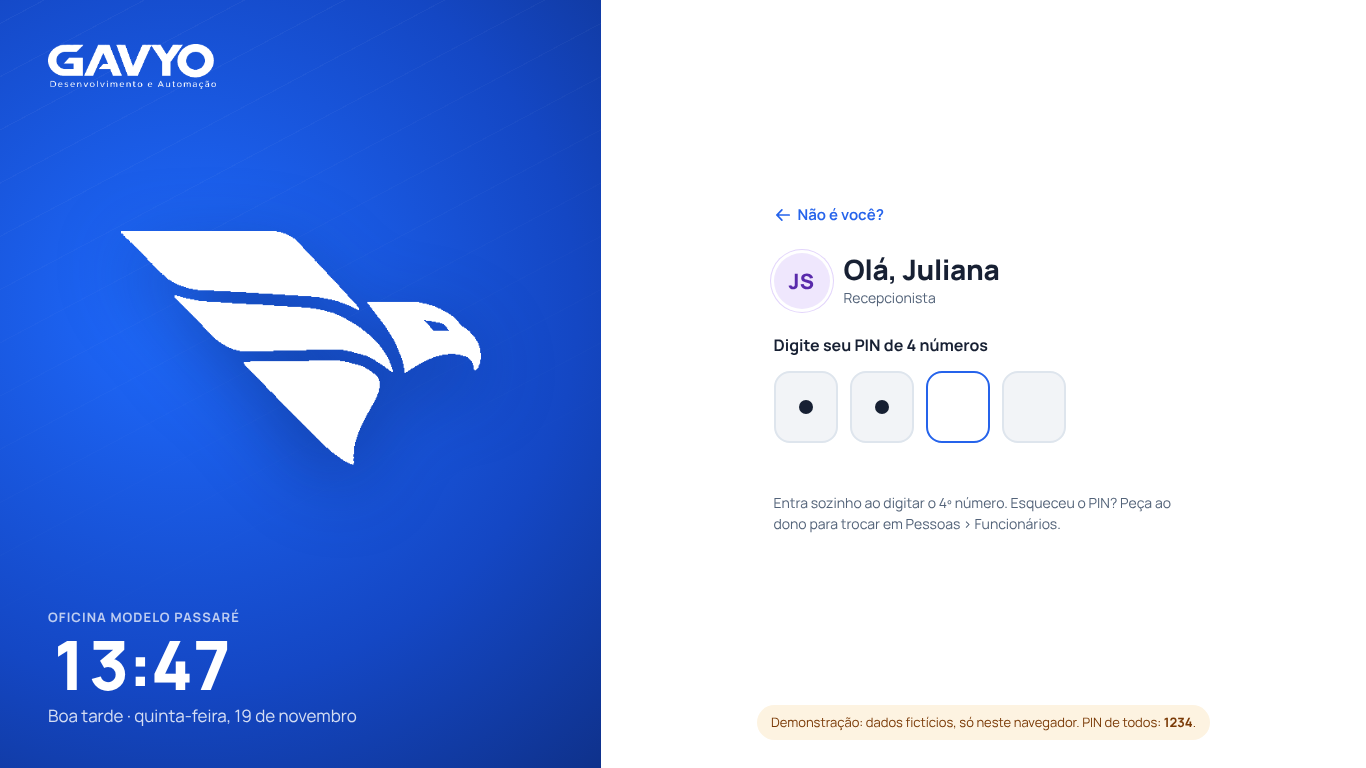 GAVYO
Desenvolvimento e Automação
OFICINA MODELO PASSARÉ
13:47
Boa tarde · quinta-feira, 19 de novembro
← Não é você?
JS
Olá, Juliana
Recepcionista
Digite seu PIN de 4 números
Entra sozinho ao digitar o 4º número. Esqueceu o PIN? Peça ao
dono para trocar em Pessoas › Funcionários.
Demonstração: dados fictícios, só neste navegador. PIN de todos: 1234.